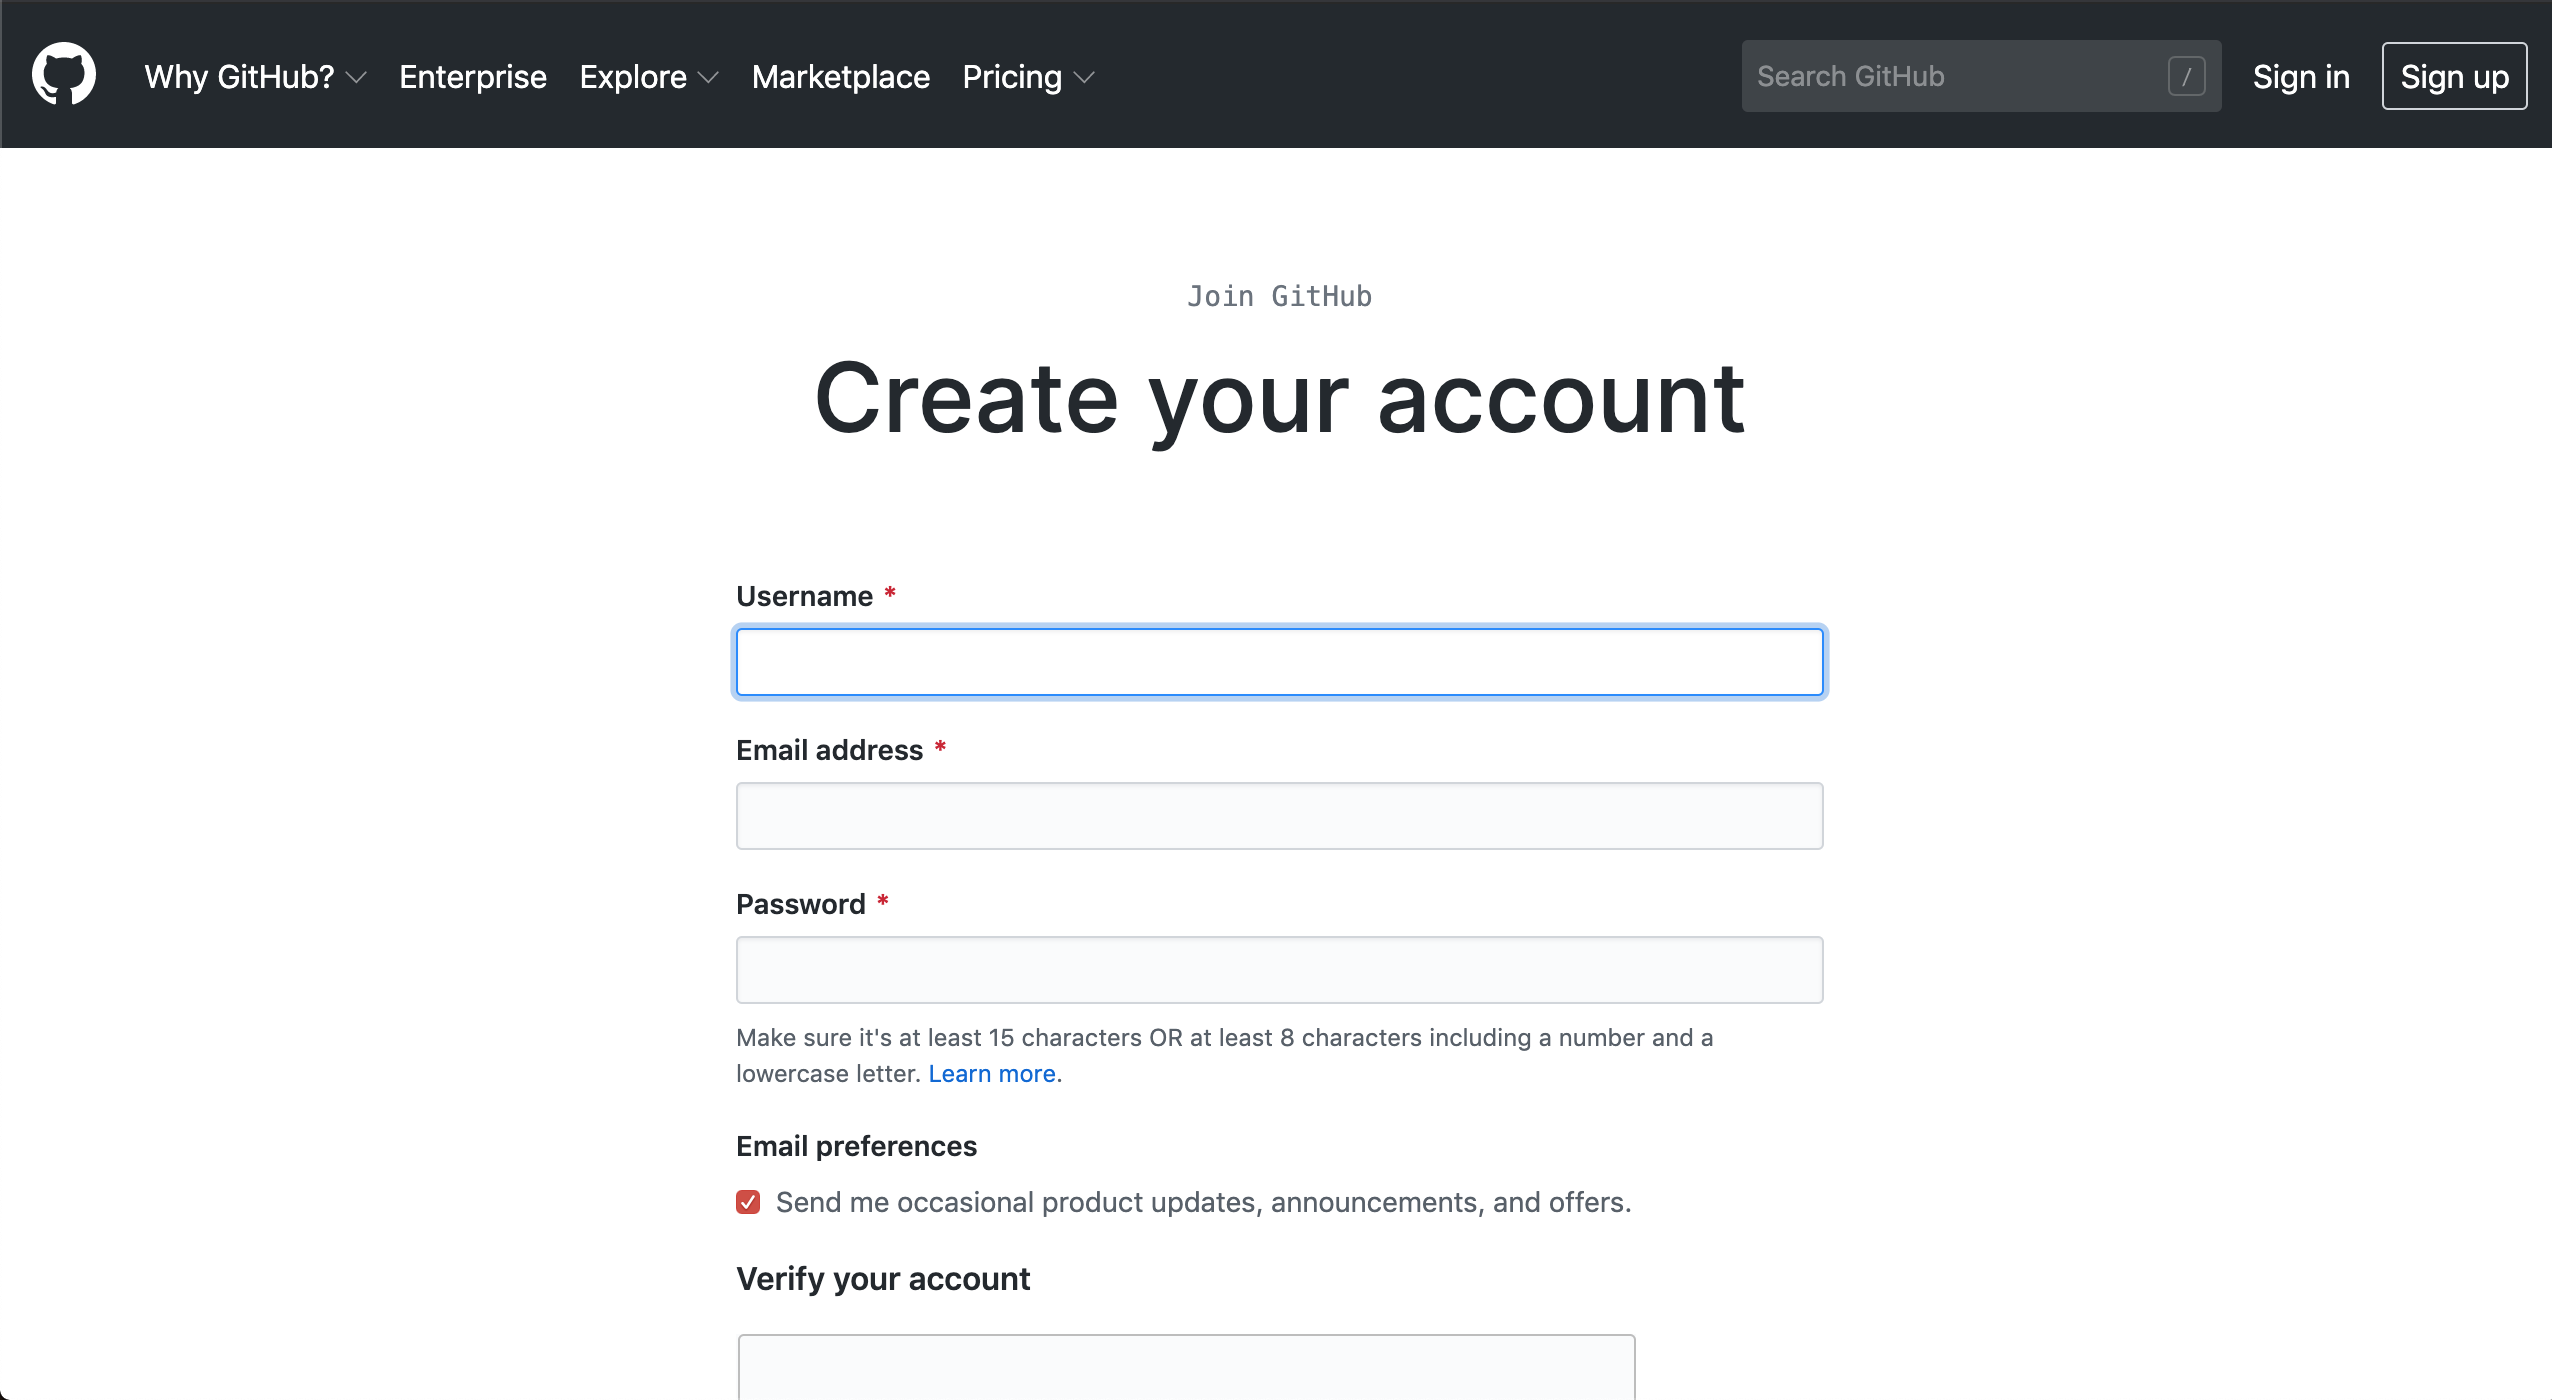 Why GitHub? Enterprise Explore Marketplace Pricing Search GitHub / Sign in Sign up
Join GitHub
Create your account
Username *
Email address *
Password *
Make sure it's at least 15 characters OR at least 8 characters including a number and a
lowercase letter. Learn more.
Email preferences
Send me occasional product updates, announcements, and offers.
Verify your account